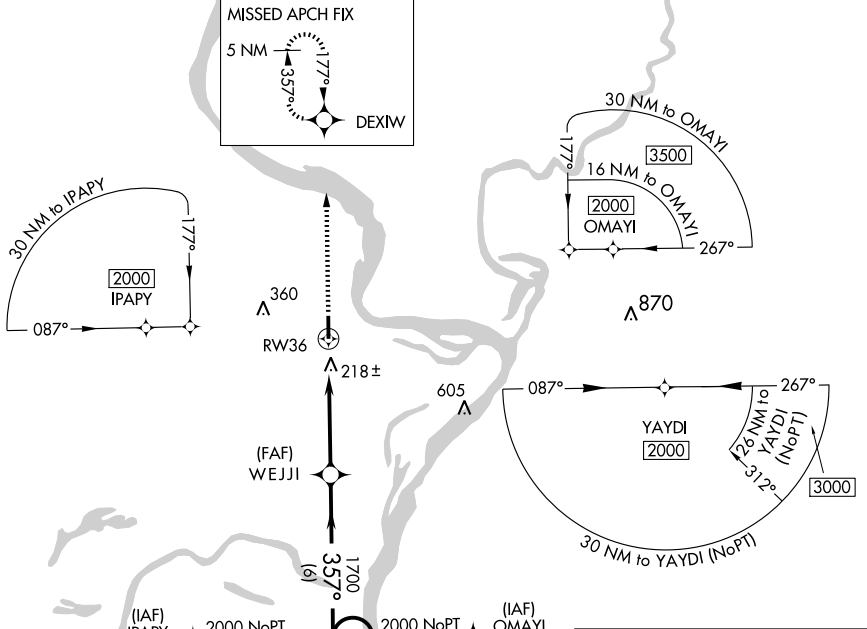 MISSED APCH FIX
5 NM
177°
357°
DEXIW
30 NM to OMAYI
3500
177°
16 NM to OMAYI
2000
OMAYI
267°
30 NM to IPAPY
177°
2000
IPAPY
087°
360
870
RW36
218±
605
087°
267°
YAYDI
2000
26 NM to
YAYDI
(NoPT)
312°
3000
30 NM to YAYDI (NoPT)
(FAF)
WEJJI
1700
357°
(6)
(IAF)
IPAPY
2000 NoPT
2000 NoPT
(IAF)
OMAYI